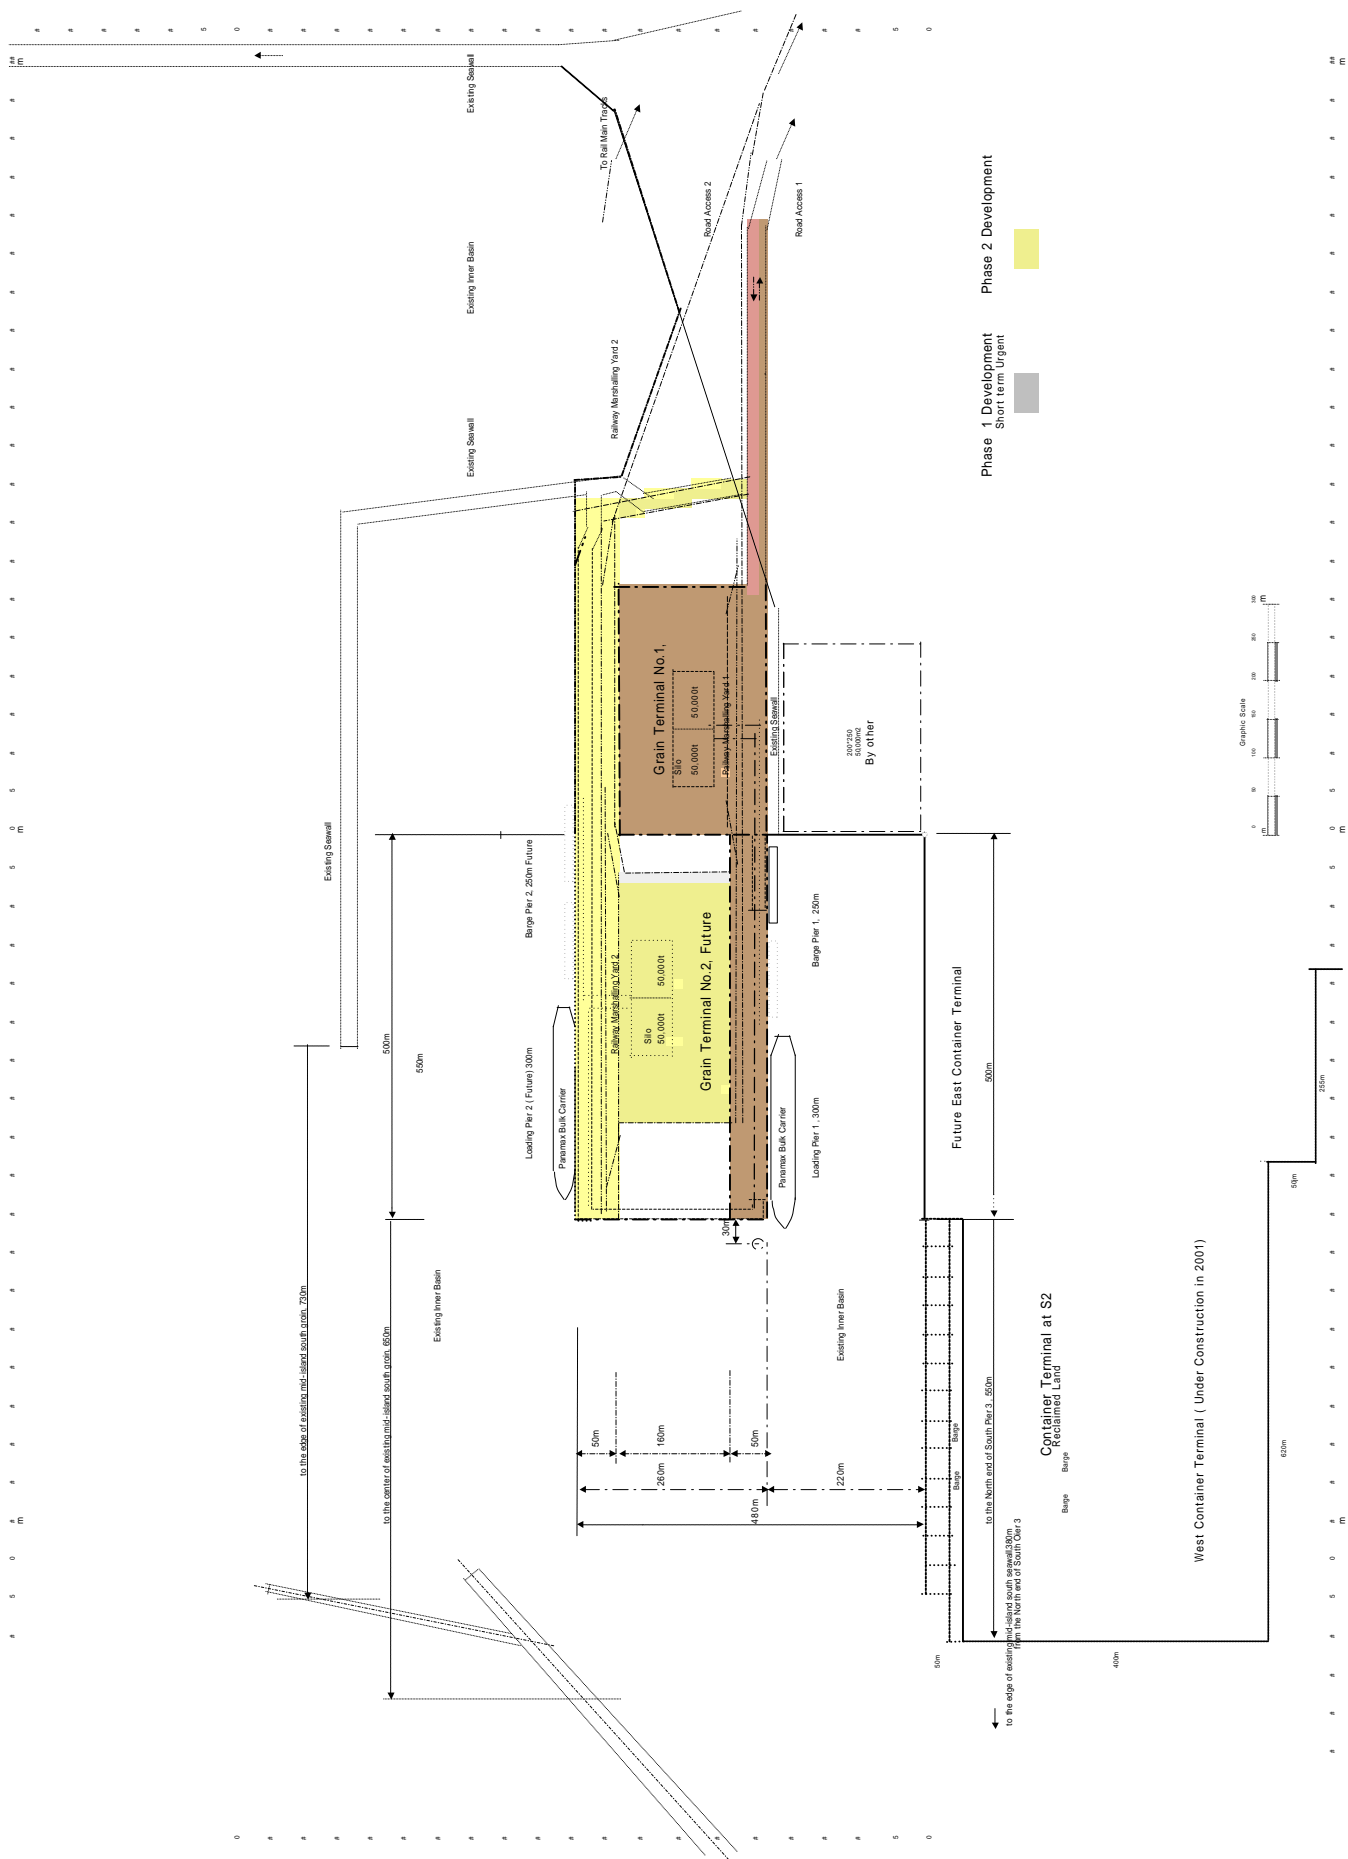 Existing Seawall
To Rail Main Tracks
Road Access 2
Road Access 1
Phase 2 Development
Existing Inner Basin
Railway Marshalling Yard 2
Phase 1 Development
Short term Urgent
Existing Seawall
Grain Terminal No.1,
Silo
50,000t
50,000t
Railway Marshalling Yard 1
Existing Seawall
200*250
50,000m2
By other
Graphic Scale
0
50
100
150
200
250
300
m
m
Existing Seawall
Barge Pier 2, 250m Future
500m
550m
Railway Marshalling Yard 2
Silo
50,000t
50,000t
Grain Terminal No.2, Future
Barge Pier 1, 250m
Future East Container Terminal
500m
Loading Pier 2 ( Future) 300m
Panamax Bulk Carrier
Panamax Bulk Carrier
Loading Pier 1 , 300m
255m
50m
30m
to the edge of existing mid-island south groin, 730m
to the center of existing mid-island south groin, 650m
Existing Inner Basin
Existing Inner Basin
50m
160m
50m
260m
220m
480m
Barge
Barge
to the North end of South Pier 3 , 550m
Container Terminal at S2
Reclaimed Land
Barge
Barge
West Container Terminal ( Under Construction in 2001)
620m
to the edge of existing mid-island south seawall,380m
from the North end of South Oier 3
50m
400m